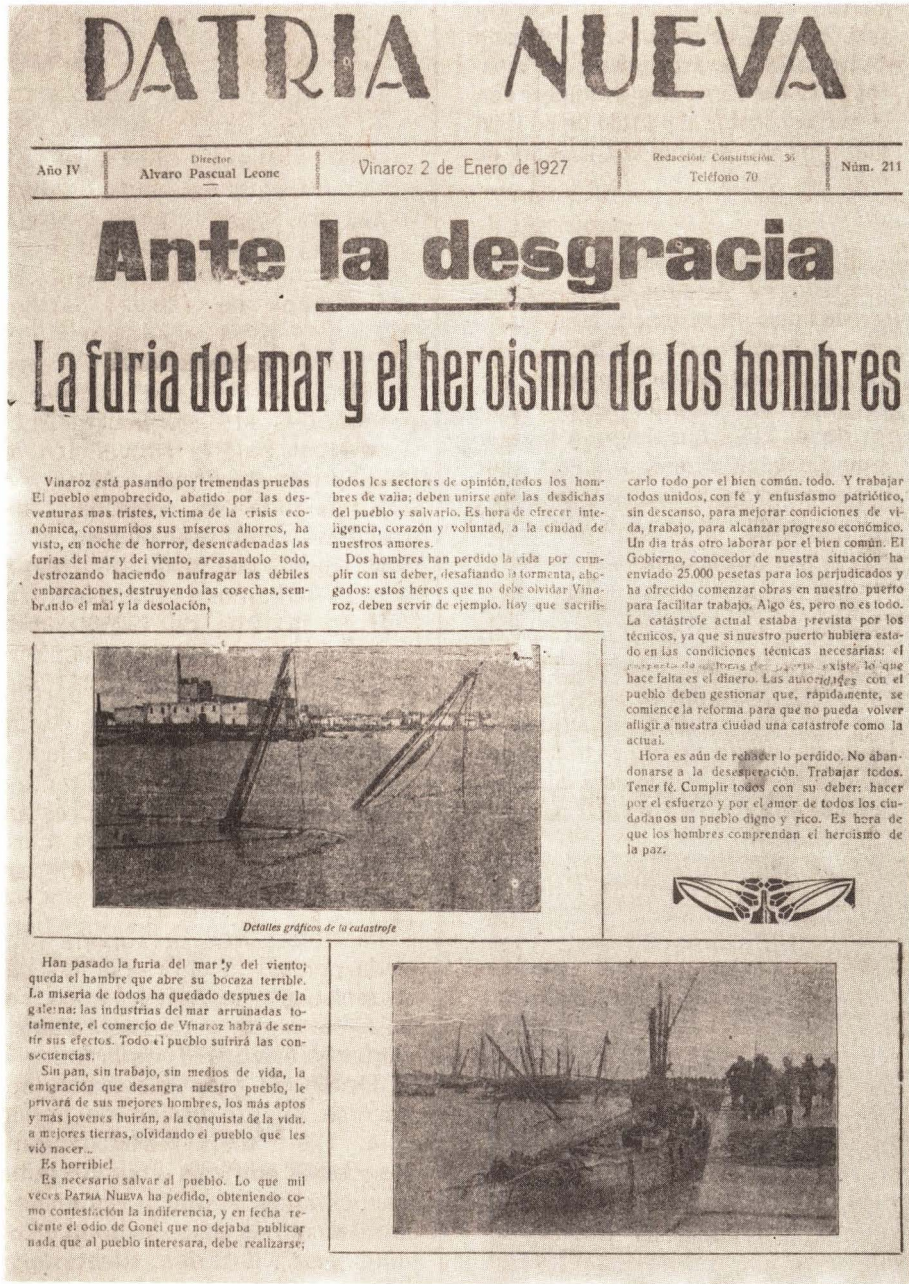 PATRIA NUEVA
Año IV
Director
Alvaro Pascual Leone
Vinaroz 2 de Enero de 1927
Redacción: Constitución, 36
Teléfono 70
Núm. 211
Ante la desgracia
La furia del mar y el heroismo de los hombres
Vinaroz está pasando por tremendas pruebas
El pueblo empobrecido, abatido por las des-
venturas mas tristes, victima de la crisis eco-
nómica, consumidos sus míseros ahorros, ha
visto, en noche de horror, desencadenadas las
furias del mar y del viento, areasandolo todo,
destrozando haciendo naufragar las débiles
embarcaciones, destruyendo las cosechas, sem-
brando el mal y la desolación,
Detalles gráficos de la catastrofe
Han pasado la furia del mar y del viento;
queda el hambre que abre su bocaza terrible.
La miseria de todos ha quedado despues de la
galerna: las industrias del mar arruinadas to-
talmente, el comercio de Vinaroz habrá de sen-
tir sus efectos. Todo el pueblo sufrirá las con-
secuencias.
Sin pan, sin trabajo, sin medios de vida, la
emigración que desangra nuestro pueblo, le
privará de sus mejores hombres, los más aptos
y mas jovenes huirán, a la conquista de la vida.
a mejores tierras, olvidando el pueblo que les
vió nacer...
Es horrible!
Es necesario salvar al pueblo. Lo que mil
veces PATRIA NUEVA ha pedido, obteniendo co-
mo contestación la indiferencia, y en fecha re-
ciente el odio de Gonel que no dejaba publicar
nada que al pueblo interesara, debe realizarse;
todos los sectores de opinión, todos los hom-
bres de valia; deben unirse ante las desdichas
del pueblo y salvarlo. Es hora de ofrecer inte-
ligencia, corazón y voluntad, a la ciudad de
nuestros amores.
Dos hombres han perdido la vida por cum-
plir con su deber, desafiando la tormenta, aho-
gados: estos héroes que no debe olvidar Vina-
roz, deben servir de ejemplo. Hay que sacrifi-
carlo todo por el bien común. todo. Y trabajar
todos unidos, con fé y entusiasmo patriótico,
sin descanso, para mejorar condiciones de vi-
da, trabajo, para alcanzar progreso económico.
Un dia trás otro laborar por el bien común. El
Gobierno, conocedor de nuestra situación ha
enviado 25.000 pesetas para los perjudicados y
ha ofrecido comenzar obras en nuestro puerto
para facilitar trabajo. Algo és, pero no es todo.
La catástrofe actual estaba prevista por los
técnicos, ya que si nuestro puerto hubiera esta-
do en las condiciones técnicas necesarias: el
existe, lo que
hace falta es el dinero. Las autoridades con el
pueblo deben gestionar que, rápidamente, se
comience la reforma para que no pueda volver
afligir a nuestra ciudad una catastrofe como la
actual.
Hora es aún de rehacer lo perdido. No aban-
donarse a la desesperación. Trabajar todos.
Tener fé. Cumplir todos con su deber: hacer
por el esfuerzo y por el amor de todos los ciu-
dadanos un pueblo digno y rico. Es hora de
que los hombres comprendan el heroismo de
la paz.